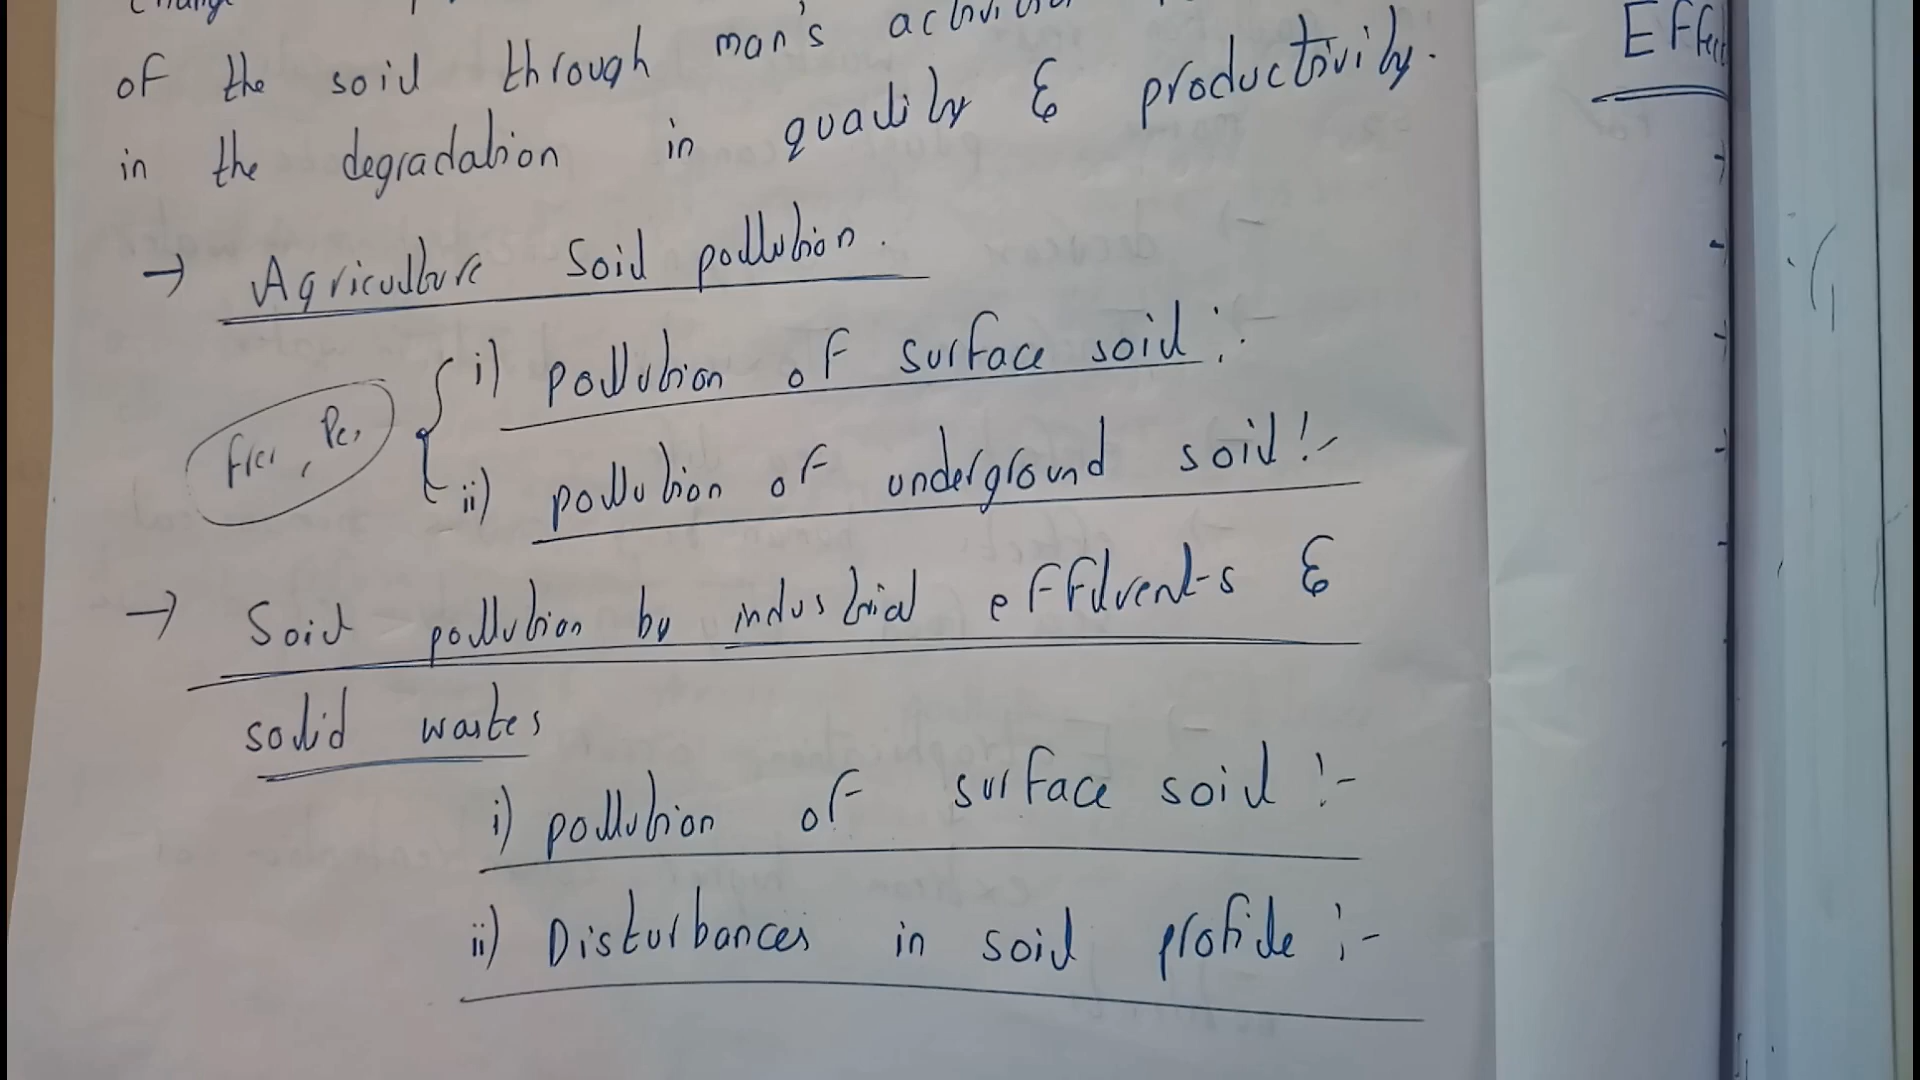 change
of the soil through man's
in the degradation in quality & productivity.
→ Agriculture Soil pollution.
i) pollution of surface soil :-
ii) pollution of underground soil :-
→ Soil pollution by industrial effluents &
solid wastes
i) pollution of surface soil :-
ii) Disturbances in soil profile :-